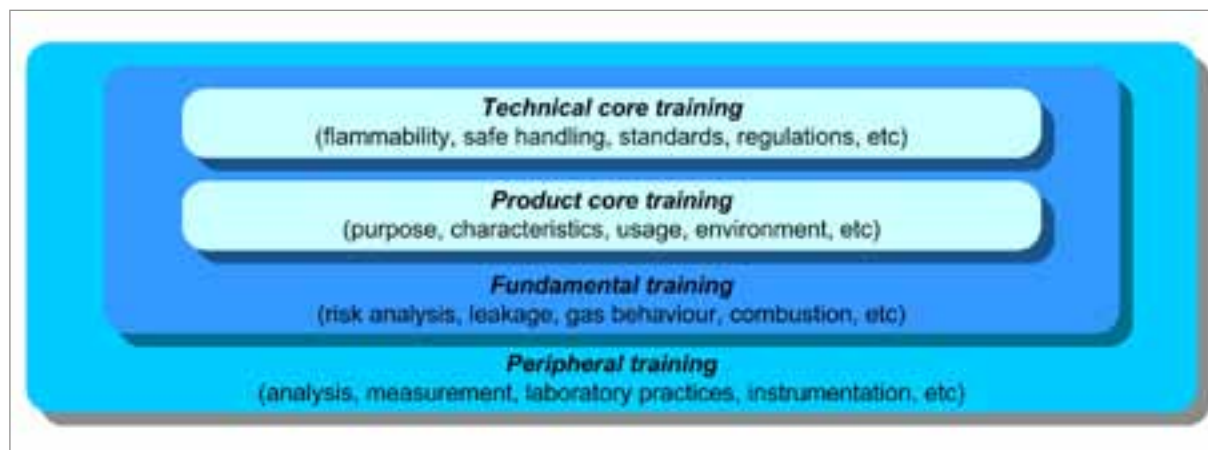 Technical core training
(flammability, safe handling, standards, regulations, etc)
Product core training
(purpose, characteristics, usage, environment, etc)
Fundamental training
(risk analysis, leakage, gas behaviour, combustion, etc)
Peripheral training
(analysis, measurement, laboratory practices, instrumentation, etc)